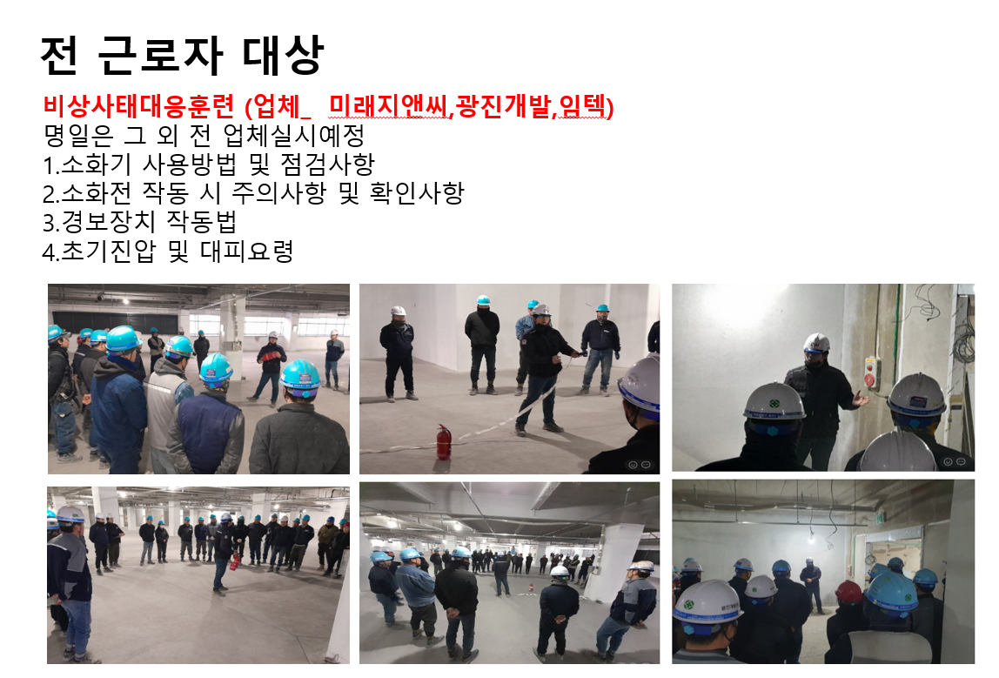 전 근로자 대상
비상사태대응훈련 (업체_ 미래지앤씨,광진개발,임텍)
명일은 그 외 전 업체실시예정
1.소화기 사용방법 및 점검사항
2.소화전 작동 시 주의사항 및 확인사항
3.경보장치 작동법
4.초기진압 및 대피요령